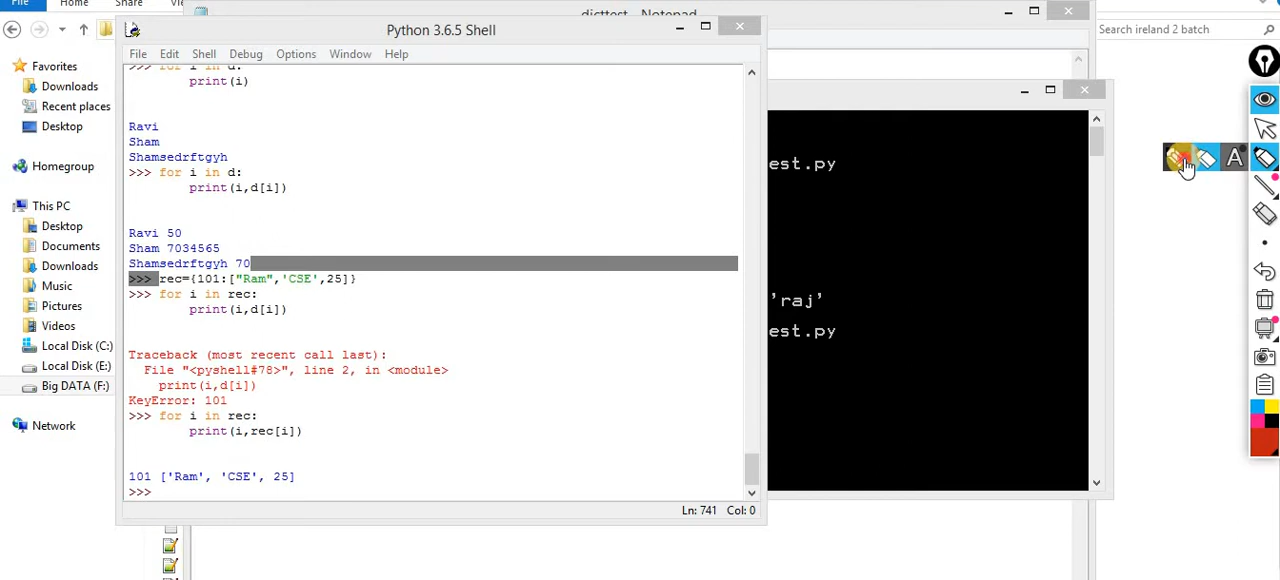 File
Home
Share
dicttest - Notepad
Search ireland 2 batch
Favorites
Downloads
Recent places
Desktop
Homegroup
This PC
Desktop
Documents
Downloads
Music
Pictures
Videos
Local Disk (C:)
Local Disk (E:)
Big DATA (F:)
Network
Python 3.6.5 Shell
File Edit Shell Debug Options Window Help
>>> for i in d:
print(i)
Ravi
Sham
Shamsedrftgyh
>>> for i in d:
print(i,d[i])
Ravi 50
Sham 7034565
Shamsedrftgyh 70
>>> rec={101:["Ram",'CSE',25]}
>>> for i in rec:
print(i,d[i])
Traceback (most recent call last):
File "<pyshell#78>", line 2, in <module>
print(i,d[i])
KeyError: 101
>>> for i in rec:
print(i,rec[i])
101 ['Ram', 'CSE', 25]
>>>
Ln: 741 Col: 0
est.py
'raj'
est.py
A